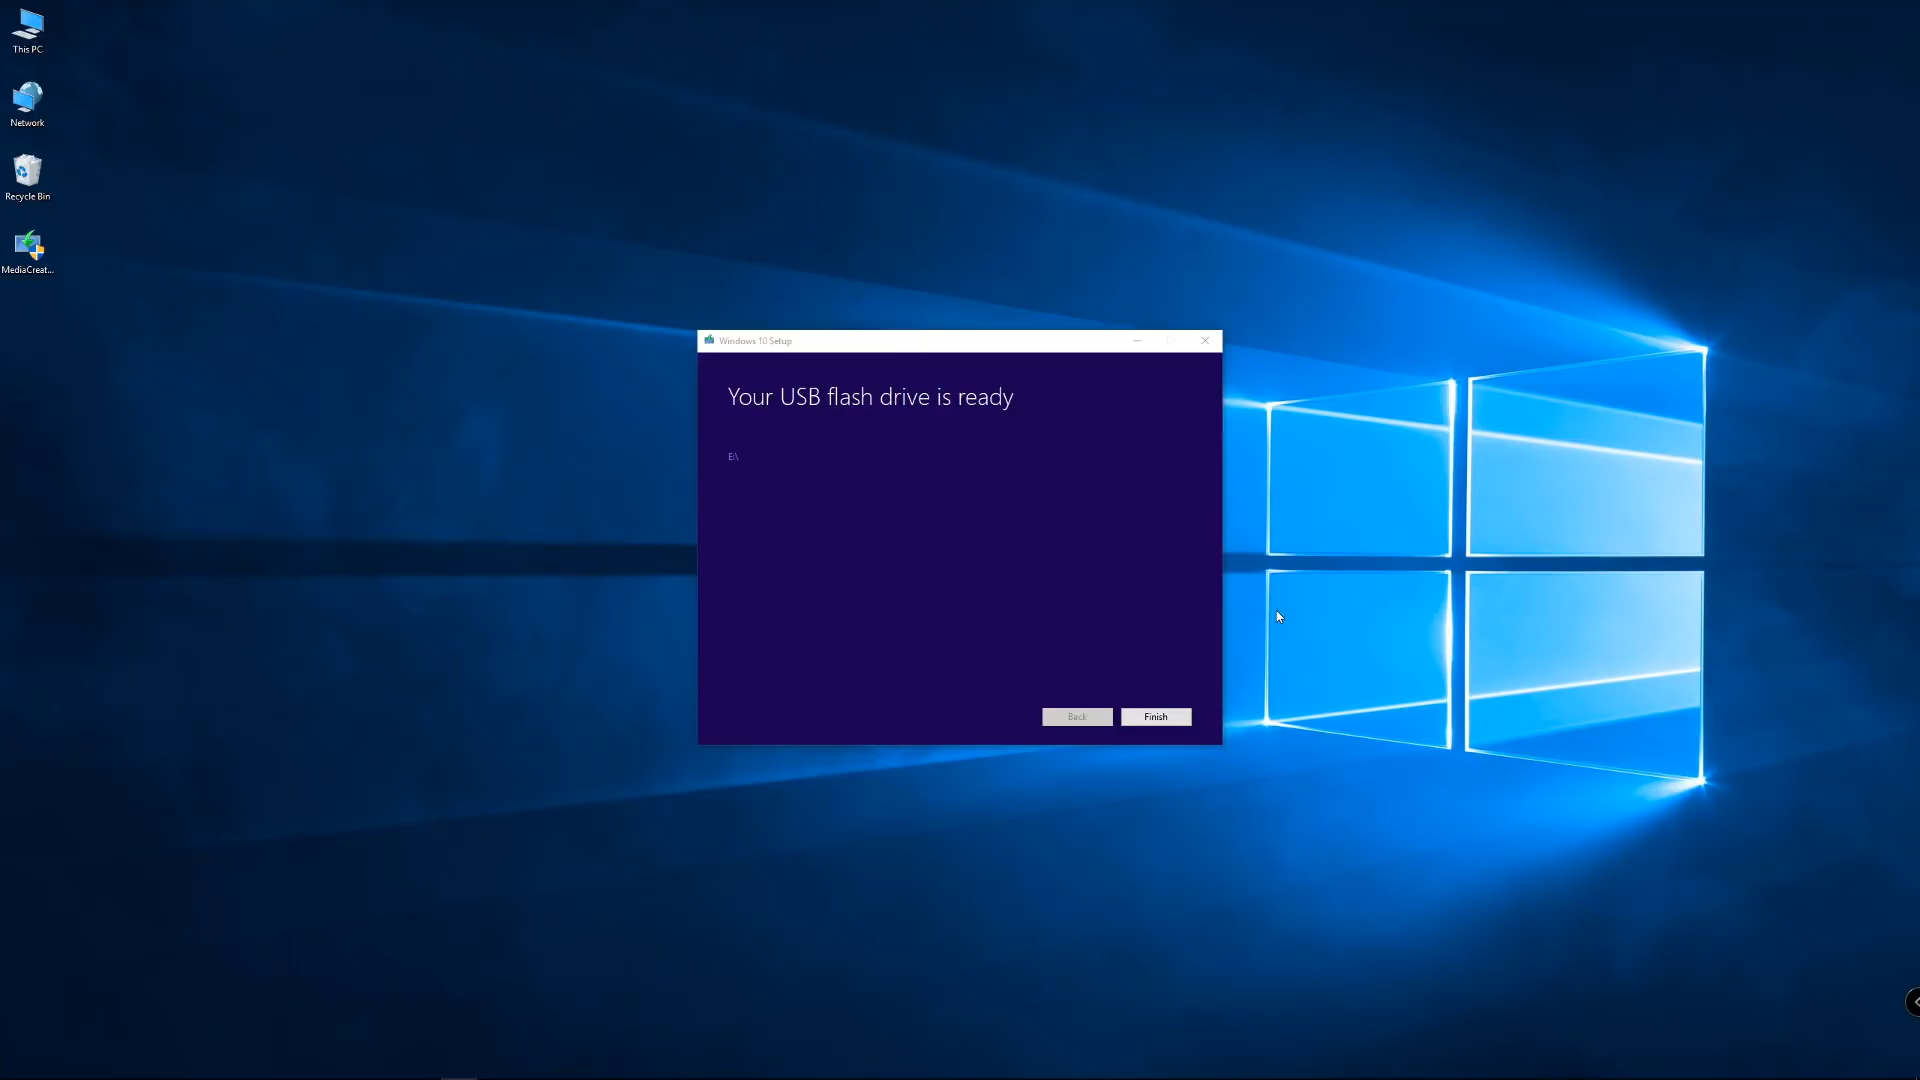 This PC
Network
Recycle Bin
MediaCreat...
Windows 10 Setup
Your USB flash drive is ready
E:\
Back
Finish